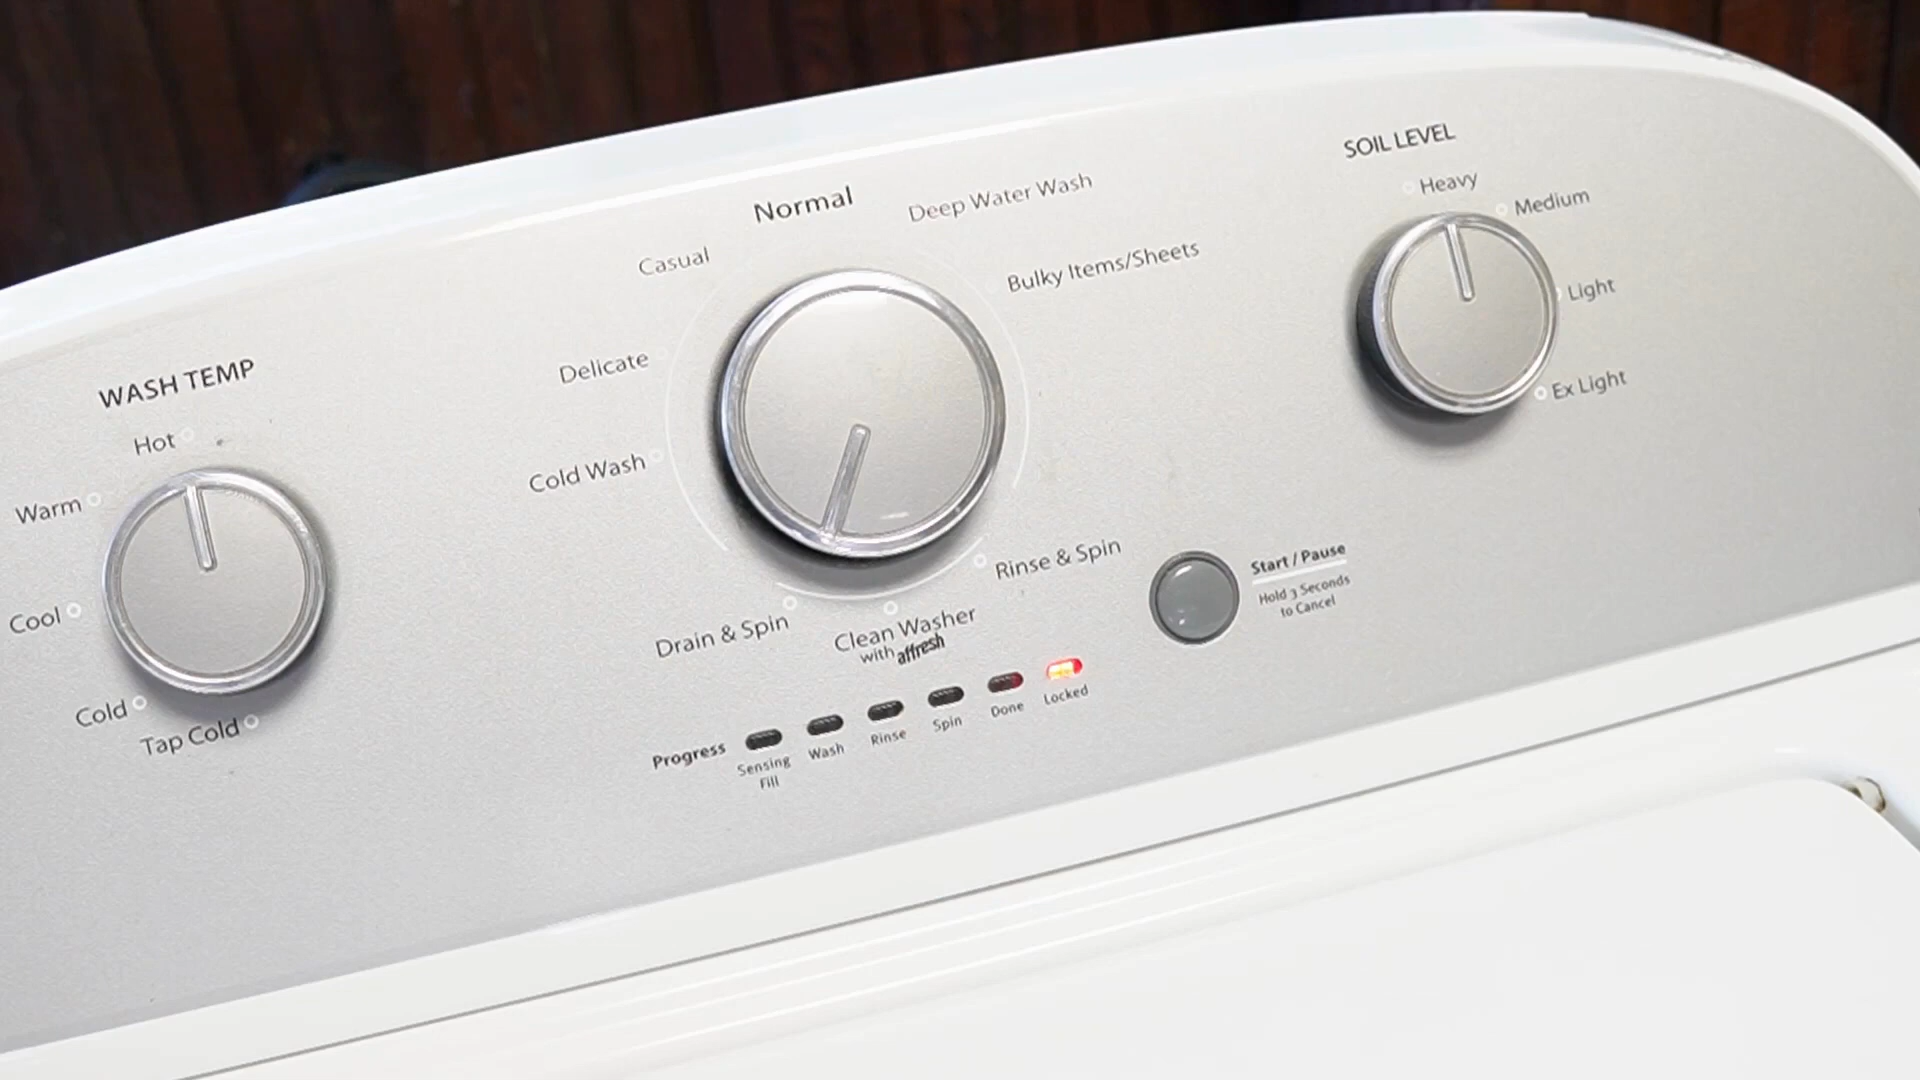 WASH TEMP
Hot
Warm
Cool
Cold
Tap Cold
Normal
Casual
Delicate
Cold Wash
Deep Water Wash
Bulky Items/Sheets
Rinse & Spin
Clean Washer
with affresh
Drain & Spin
SOIL LEVEL
Heavy
Medium
Light
Ex Light
Start / Pause
Hold 3 Seconds
to Cancel
Progress
Sensing
Fill
Wash
Rinse
Spin
Done
Locked